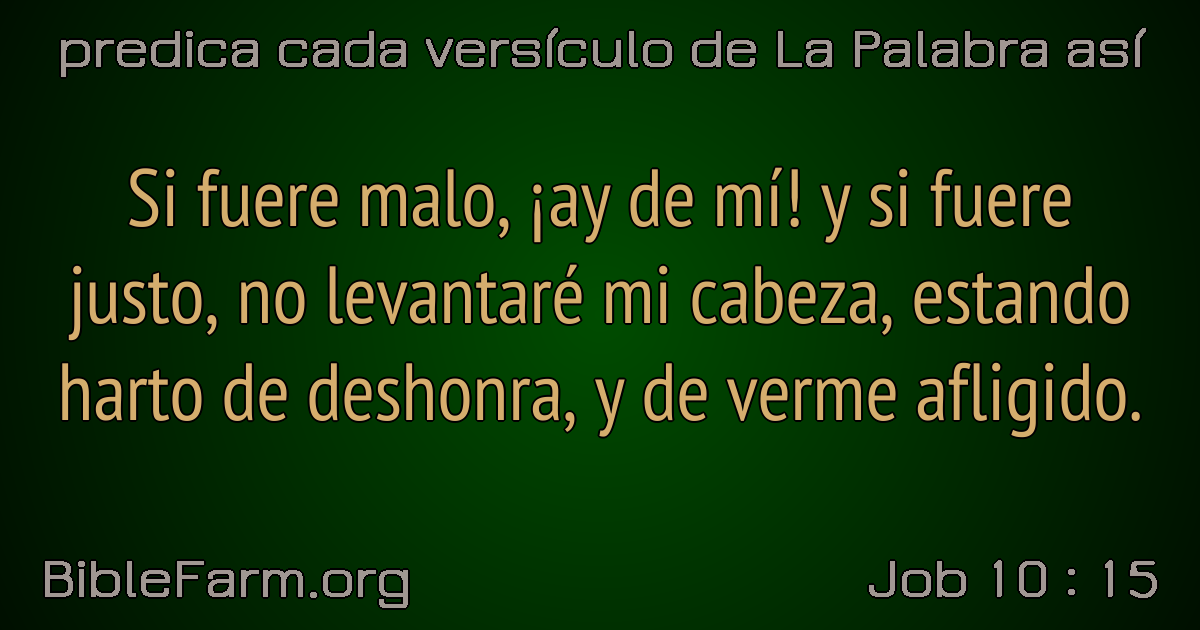 predica cada versículo de La Palabra así
Si fuere malo, ¡ay de mí! y si fuere
justo, no levantaré mi cabeza, estando
harto de deshonra, y de verme afligido.
BibleFarm.org
Job 10 : 15